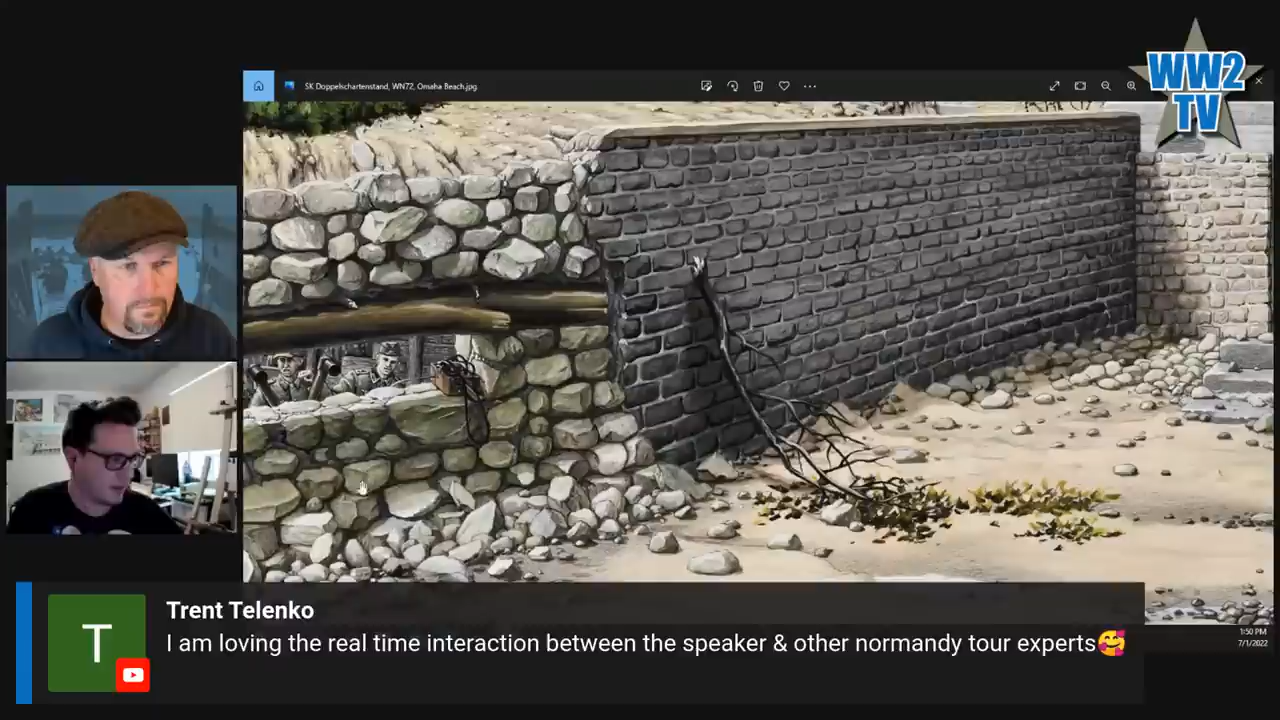 SK Doppelschartenstand, WN72, Omaha Beach.jpg
WW2
TV
Trent Telenko
I am loving the real time interaction between the speaker & other normandy tour experts🥰
T
1:50 PM
7/1/2022